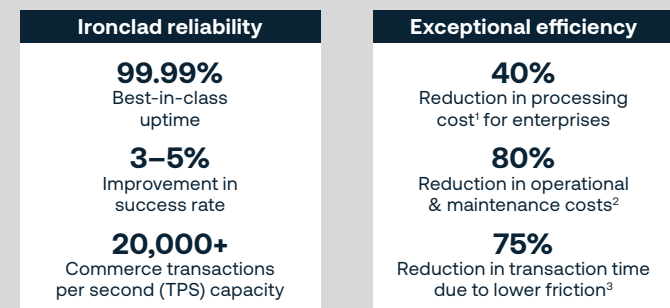 Ironclad reliability
99.99%
Best-in-class
uptime
3–5%
Improvement in
success rate
20,000+
Commerce transactions
per second (TPS) capacity
Exceptional efficiency
40%
Reduction in processing
cost¹ for enterprises
80%
Reduction in operational
& maintenance costs²
75%
Reduction in transaction time
due to lower friction³